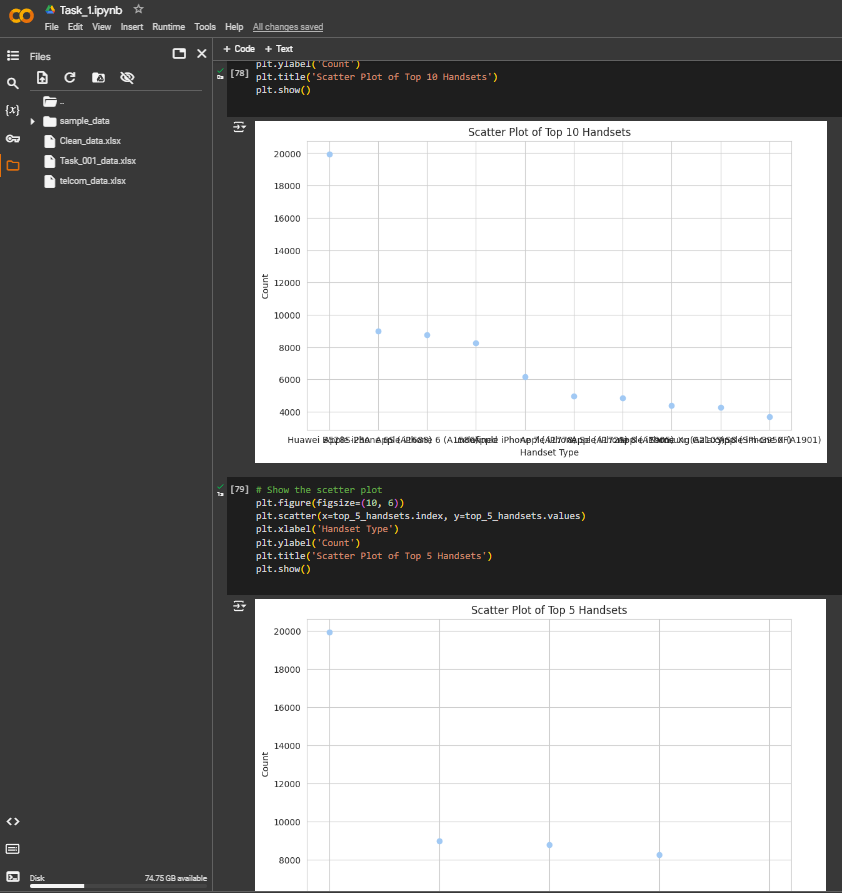 CO
Task_1.ipynb
File Edit View Insert Runtime Tools Help All changes saved
Files
+ Code + Text
..
sample_data
Clean_data.xlsx
Task_001_data.xlsx
telcom_data.xlsx
{x}
plt.ylabel('Count')
[78] plt.title('Scatter Plot of Top 10 Handsets')
plt.show()
Scatter Plot of Top 10 Handsets
20000
18000
16000
14000
12000
10000
8000
6000
4000
Count
Huawei
Handset Type
[79] # Show the scetter plot
plt.figure(figsize=(10, 6))
plt.scatter(x=top_5_handsets.index, y=top_5_handsets.values)
plt.xlabel('Handset Type')
plt.ylabel('Count')
plt.title('Scatter Plot of Top 5 Handsets')
plt.show()
Scatter Plot of Top 5 Handsets
20000
18000
16000
14000
12000
10000
8000
Count
Disk 74.75 GB available